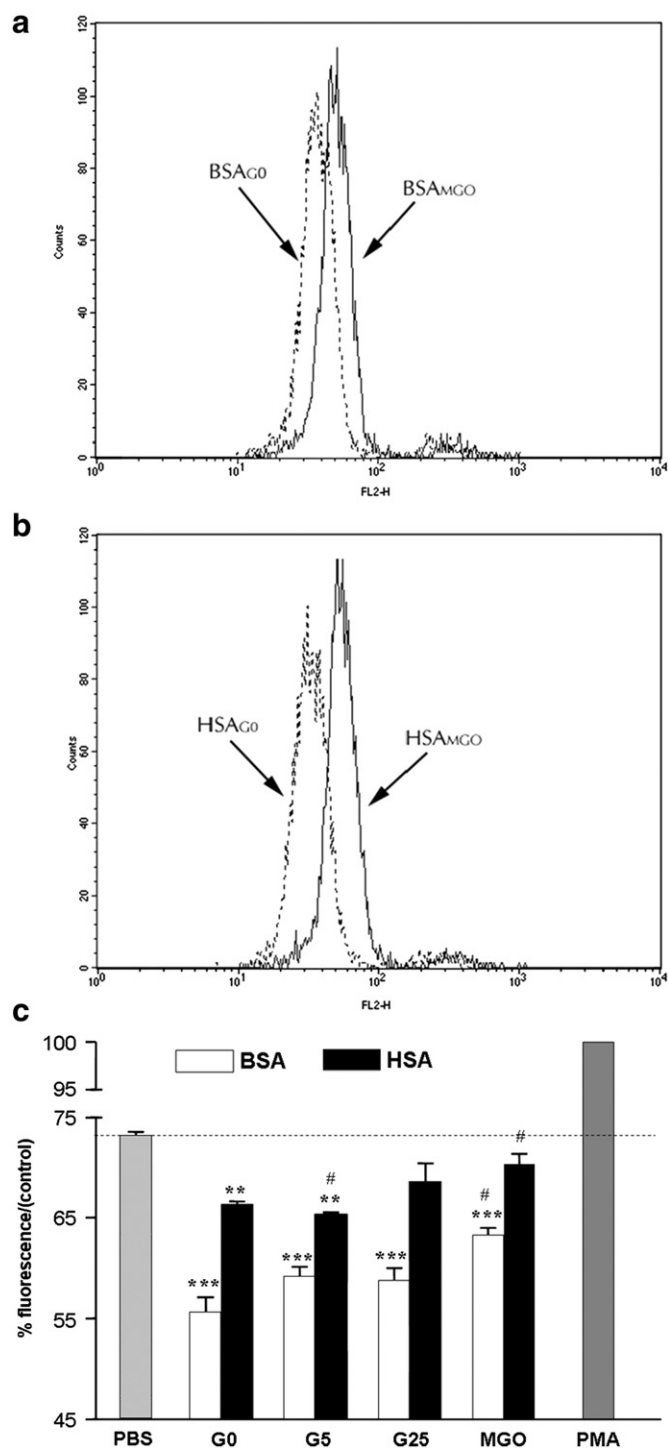 a
120
100
80
60
40
20
0
Counts
BSAG0
BSAMGO
10⁰ 10¹ 10² 10³ 10⁴
FL2-H
b
120
100
80
60
40
20
0
Counts
HSAG0
HSAMGO
10⁰ 10¹ 10² 10³ 10⁴
FL2-H
c
100
95
75
65
55
45
% fluorescence/(control)
BSA HSA
***
**
***
#
**
***
#
***
#
PBS G0 G5 G25 MGO PMA